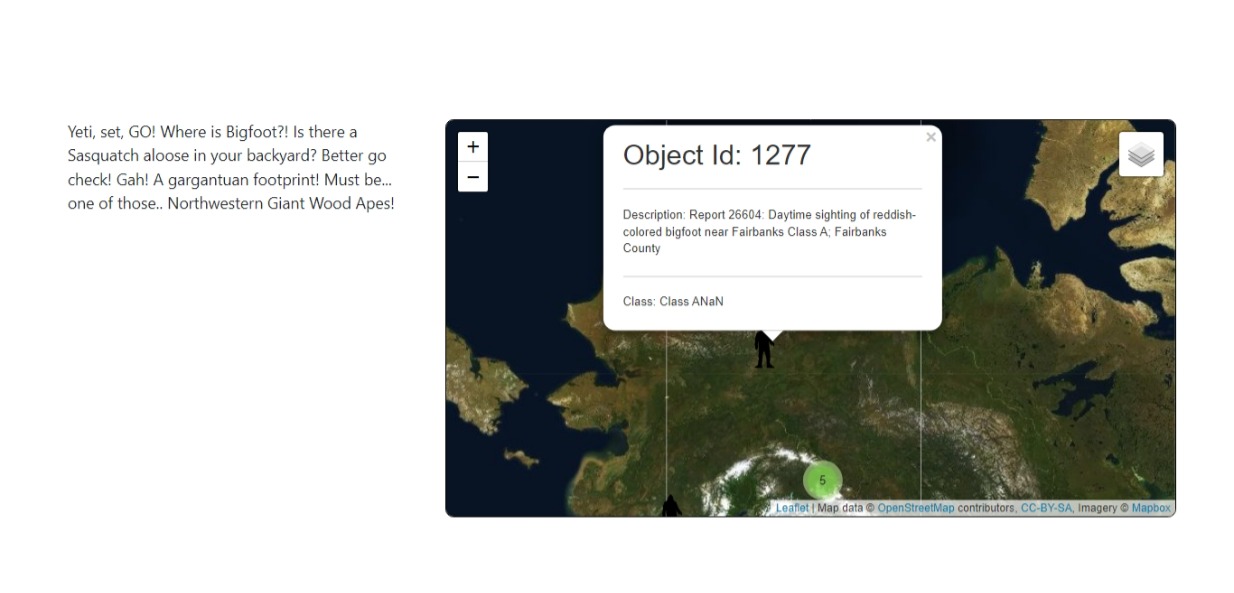 Yeti, set, GO! Where is Bigfoot?! Is there a
Sasquatch aloose in your backyard? Better go
check! Gah! A gargantuan footprint! Must be...
one of those.. Northwestern Giant Wood Apes!
+
−
×
Object Id: 1277
Description: Report 26604: Daytime sighting of reddish-
colored bigfoot near Fairbanks Class A; Fairbanks
County
Class: Class ANaN
5
Leaflet | Map data © OpenStreetMap contributors, CC-BY-SA, Imagery © Mapbox